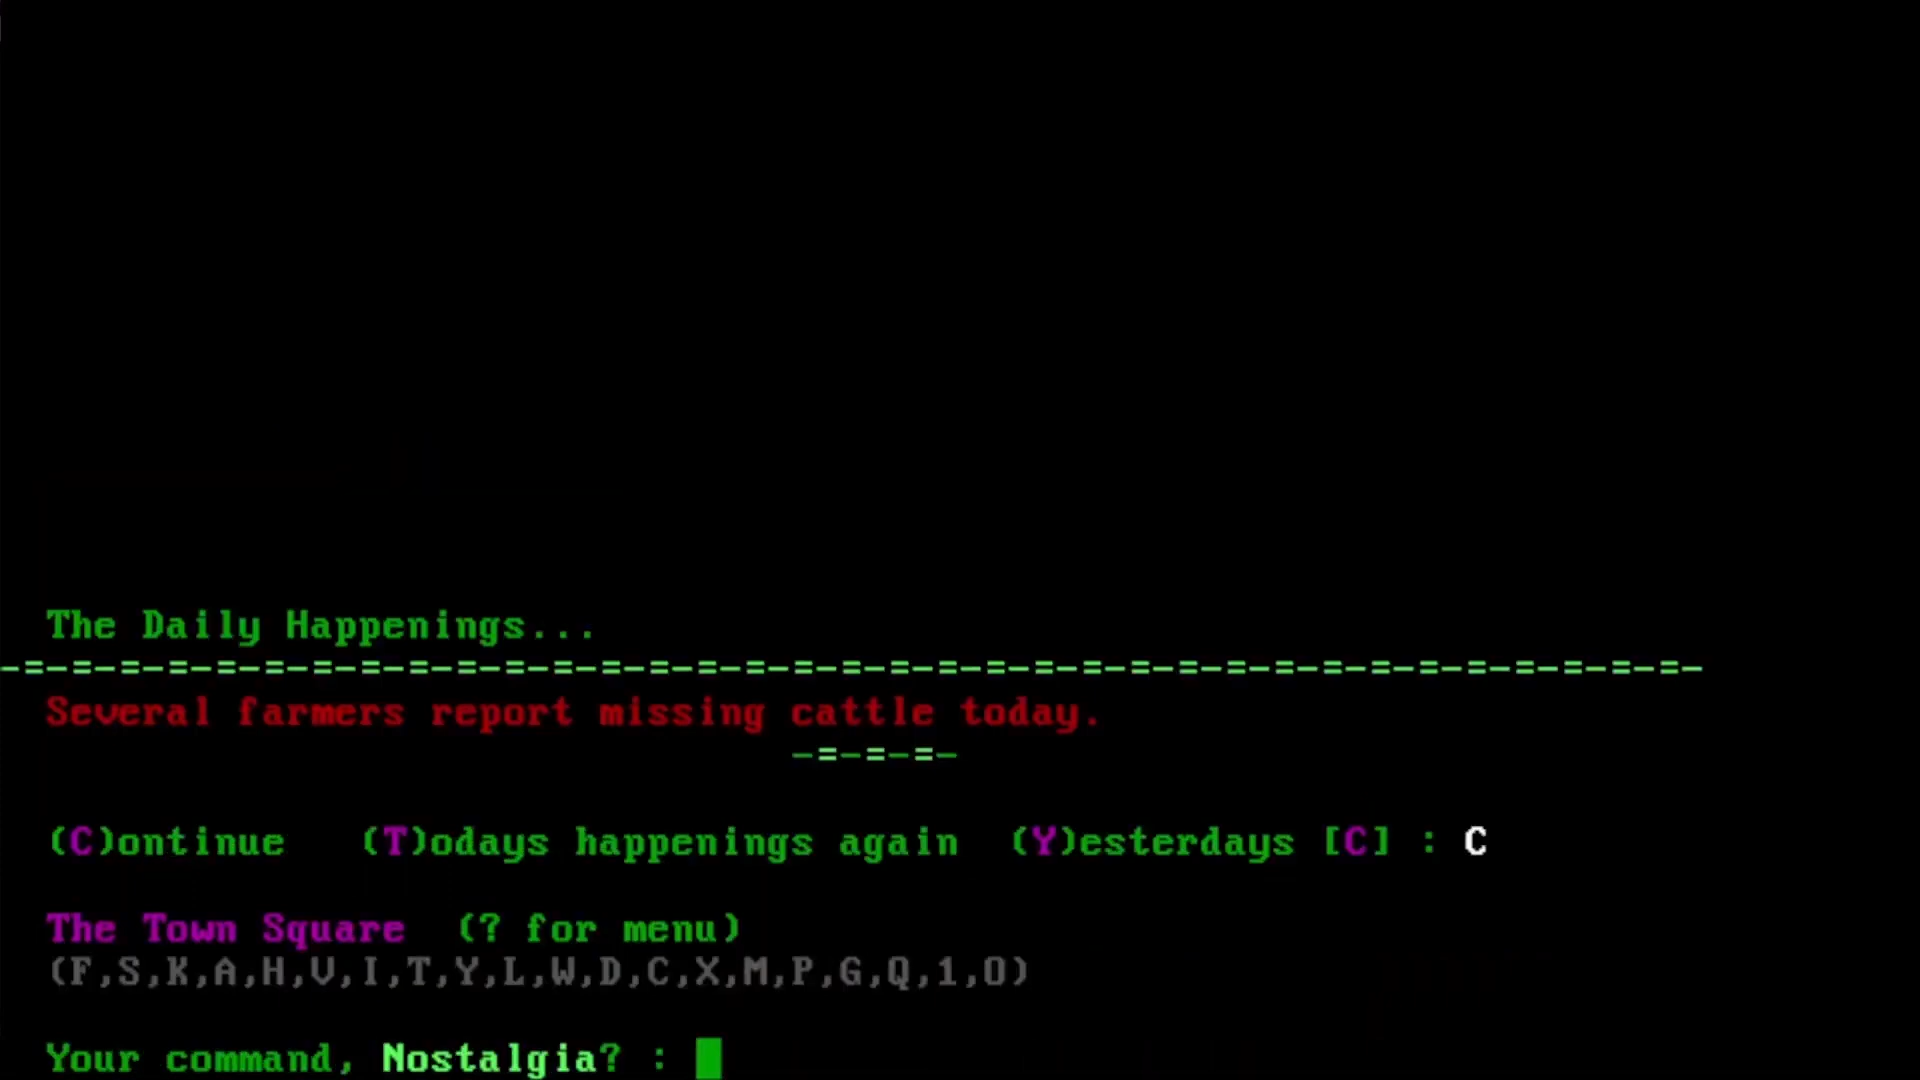 The Daily Happenings...
-=-=-=-=-=-=-=-=-=-=-=-=-=-=-=-=-=-=-=-=-=-=-=-=-=-=-=-=-=-=-=-=-=-=-=-
Several farmers report missing cattle today.
-=-=-=-
(C)ontinue (T)odays happenings again (Y)esterdays [C] : C
The Town Square (? for menu)
(F,S,K,A,H,V,I,T,Y,L,W,D,C,X,M,P,G,Q,1,O)
Your command, Nostalgia? :